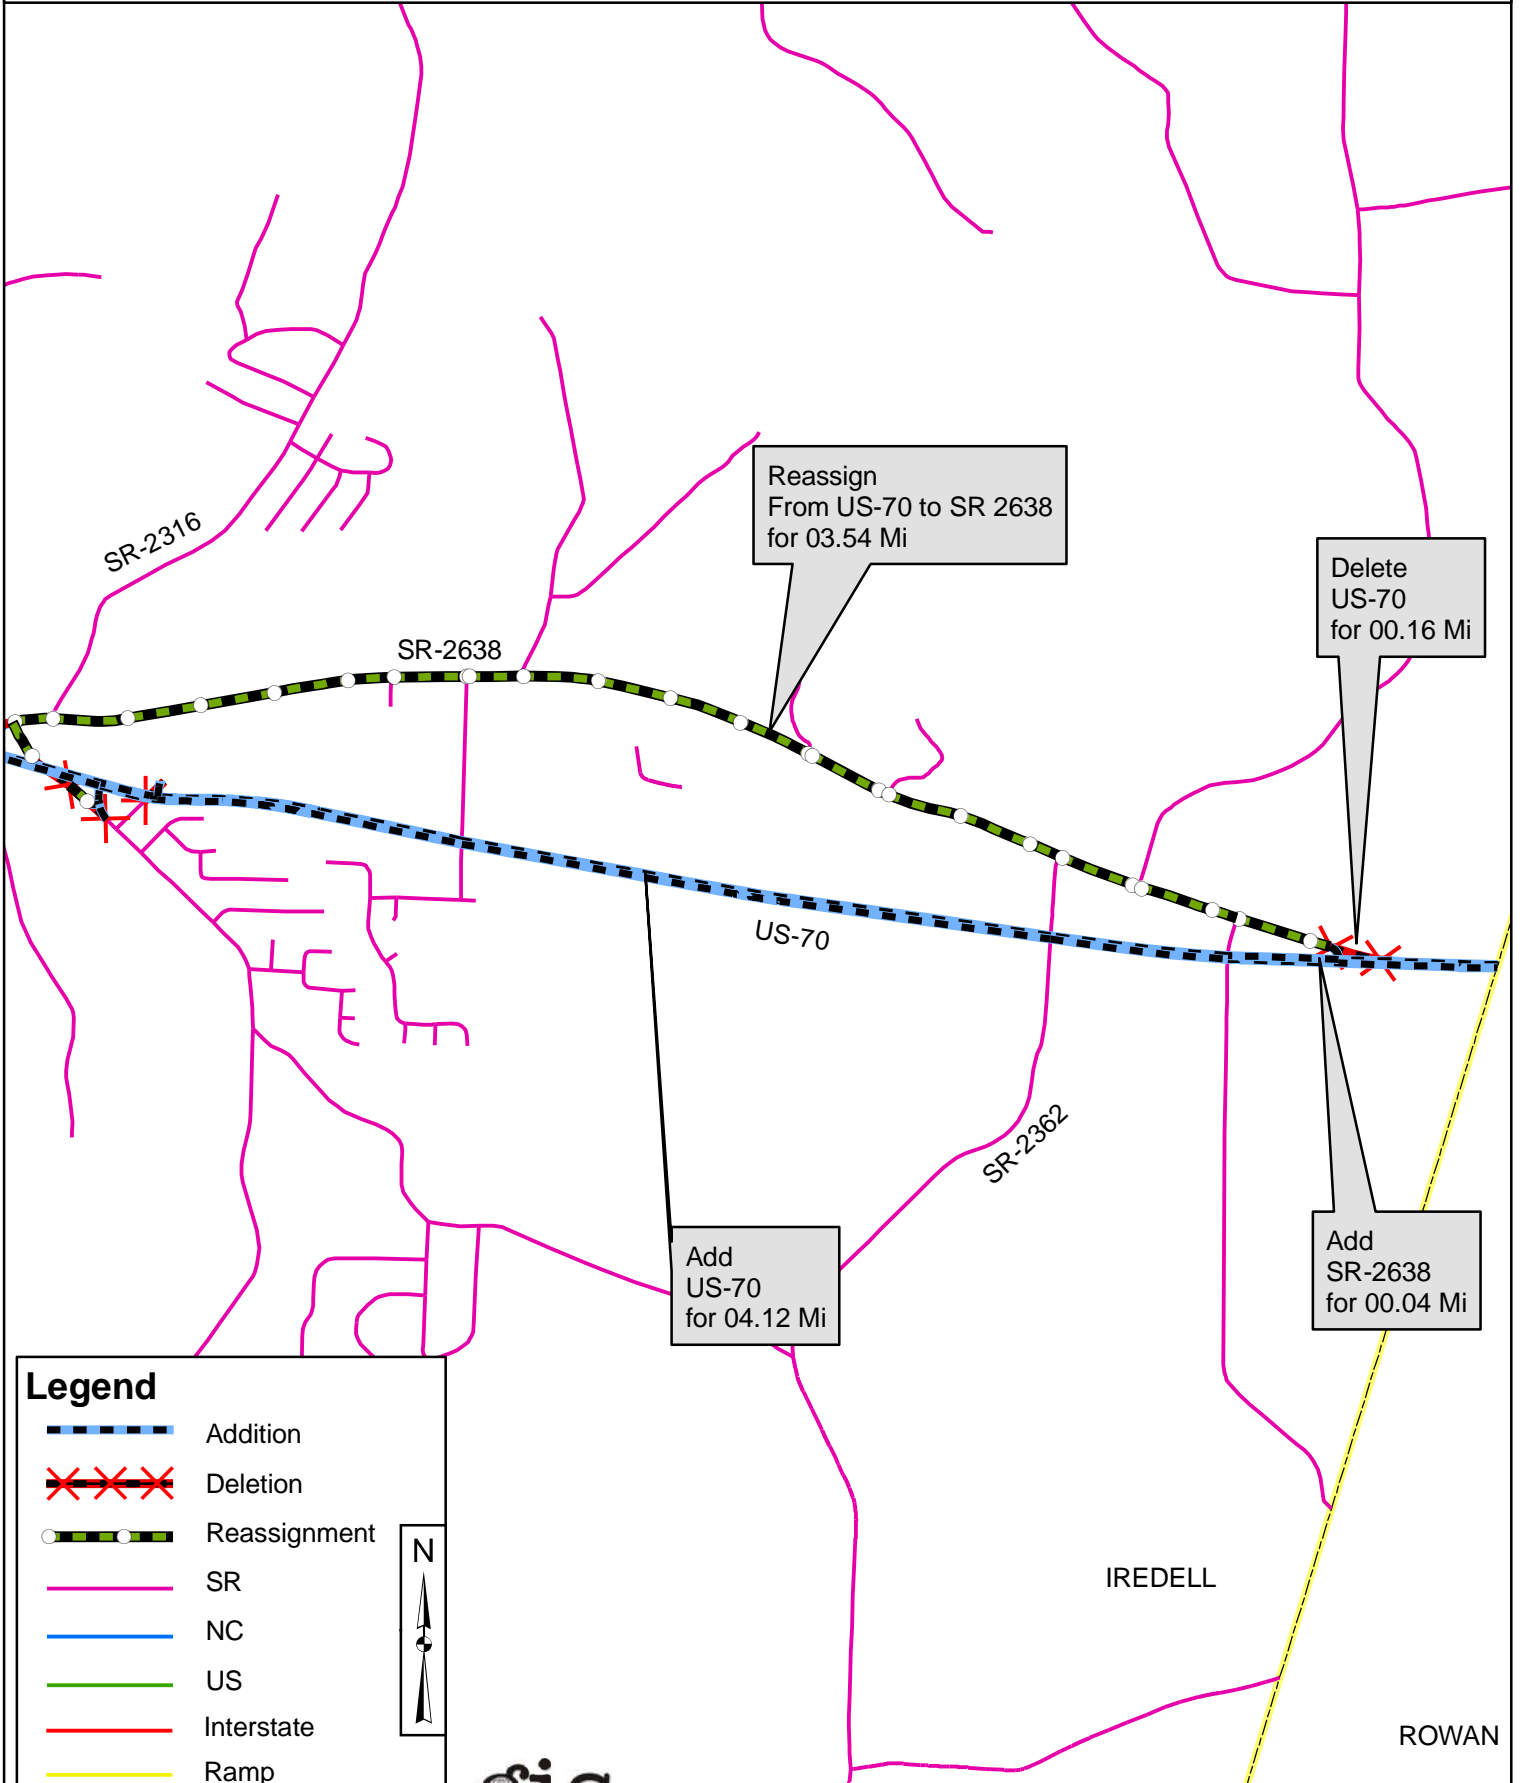 Reassign
From US-70 to SR 2638
for 03.54 Mi
SR-2316
Delete
US-70
for 00.16 Mi
SR-2638
US-70
SR-2362
Add
US-70
for 04.12 Mi
Add
SR-2638
for 00.04 Mi
Legend
Addition
Deletion
Reassignment
N
SR
NC
US
Interstate
Ramp
IREDELL
ROWAN